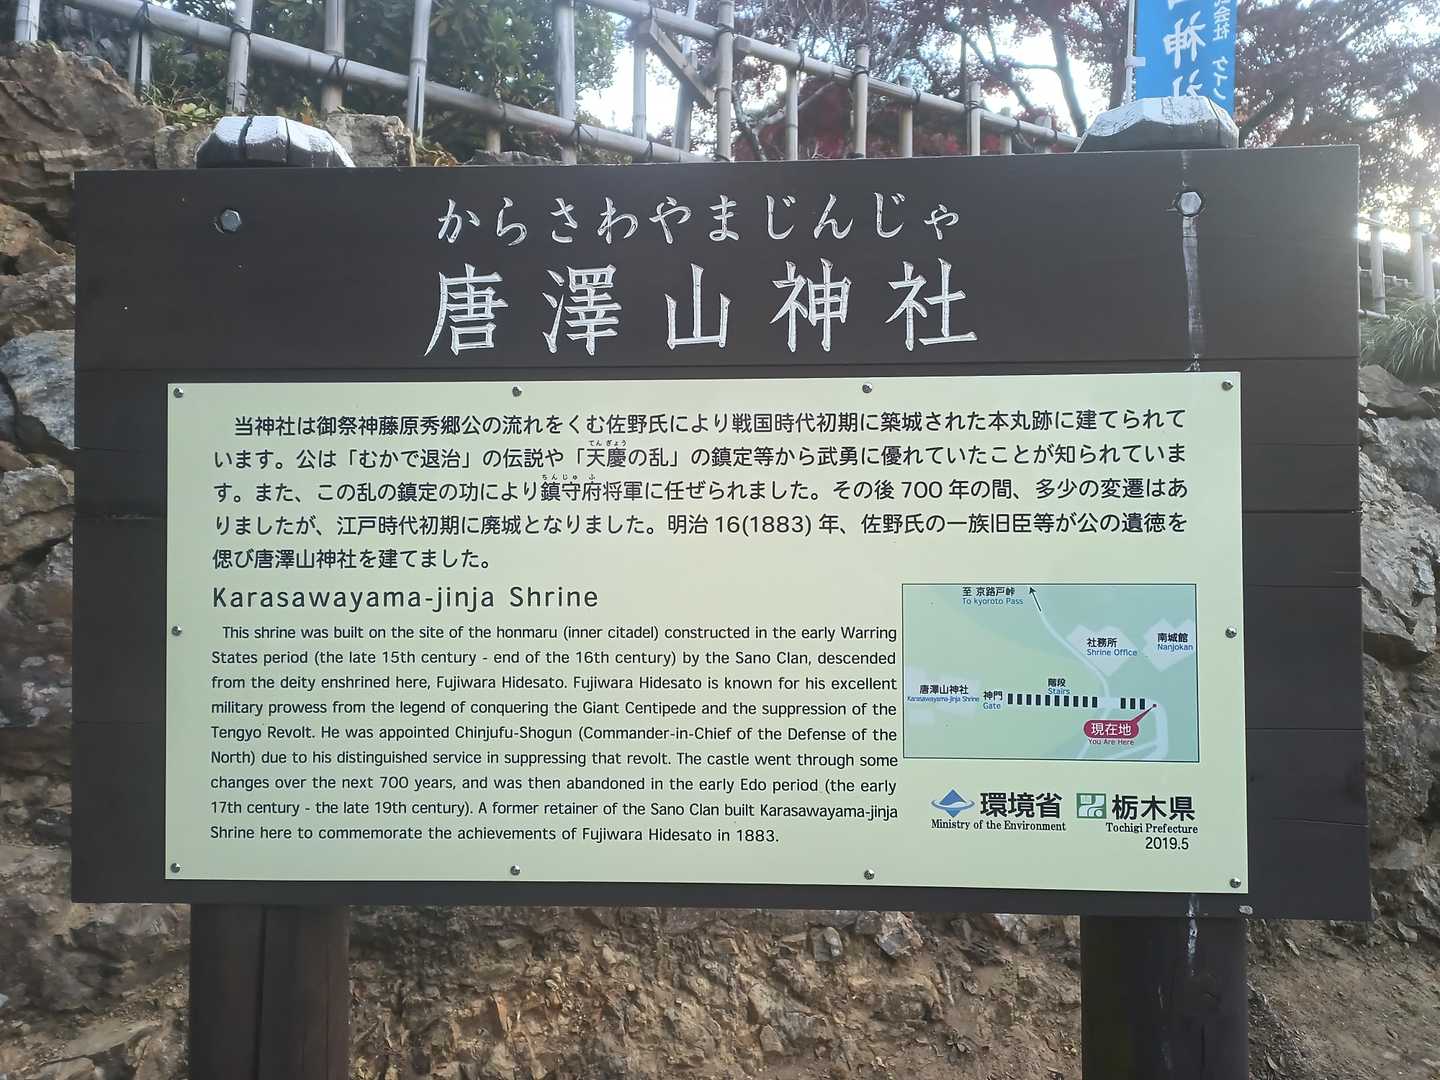 神社
会社 ケイン
からさわやまじんじゃ
唐澤山神社
当神社は御祭神藤原秀郷公の流れをくむ佐野氏により戦国時代初期に築城された本丸跡に建てられて
てんぎょう
います。公は「むかで退治」の伝説や「天慶の乱」の鎮定等から武勇に優れていたことが知られていま
ちんじゅふ
す。また、この乱の鎮定の功により鎮守府将軍に任ぜられました。その後 700 年の間、多少の変遷はあ
りましたが、江戸時代初期に廃城となりました。明治 16(1883) 年、佐野氏の一族旧臣等が公の遺徳を
偲び唐澤山神社を建てました。
Karasawayama-jinja Shrine
This shrine was built on the site of the honmaru (inner citadel) constructed in the early Warring
States period (the late 15th century - end of the 16th century) by the Sano Clan, descended
from the deity enshrined here, Fujiwara Hidesato. Fujiwara Hidesato is known for his excellent
military prowess from the legend of conquering the Giant Centipede and the suppression of the
Tengyo Revolt. He was appointed Chinjufu-Shogun (Commander-in-Chief of the Defense of the
North) due to his distinguished service in suppressing that revolt. The castle went through some
changes over the next 700 years, and was then abandoned in the early Edo period (the early
17th century - the late 19th century). A former retainer of the Sano Clan built Karasawayama-jinja
Shrine here to commemorate the achievements of Fujiwara Hidesato in 1883.
至 京路戸峠
To kyoroto Pass
社務所
Shrine Office
南城館
Nanjokan
唐澤山神社
Karasawayama-jinja Shrine
神門
Gate
階段
Stairs
現在地
You Are Here
環境省
Ministry of the Environment
栃木県
Tochigi Prefecture
2019.5